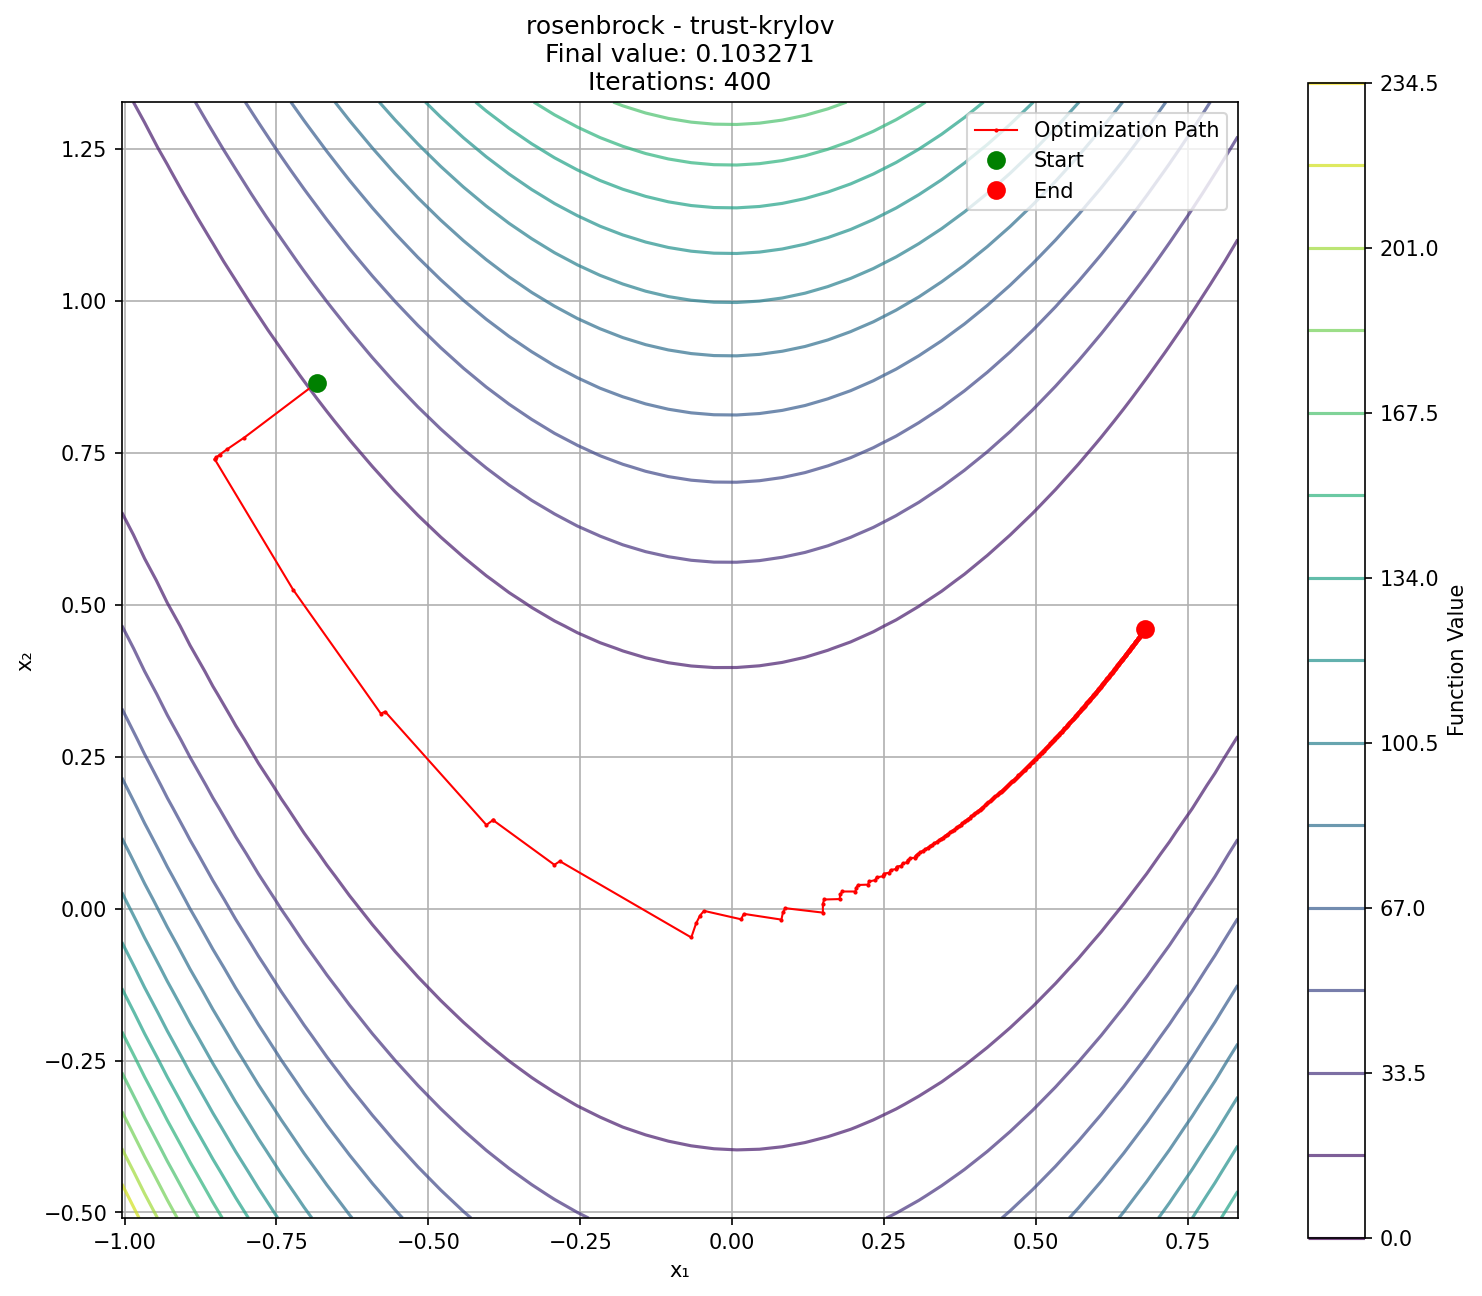 rosenbrock - trust-krylov
Final value: 0.103271
Iterations: 400
Optimization Path
Start
End
1.25
1.00
0.75
0.50
0.25
0.00
−0.25
−0.50
x₂
−1.00
−0.75
−0.50
−0.25
0.00
0.25
0.50
0.75
x₁
234.5
201.0
167.5
134.0
100.5
67.0
33.5
0.0
Function Value